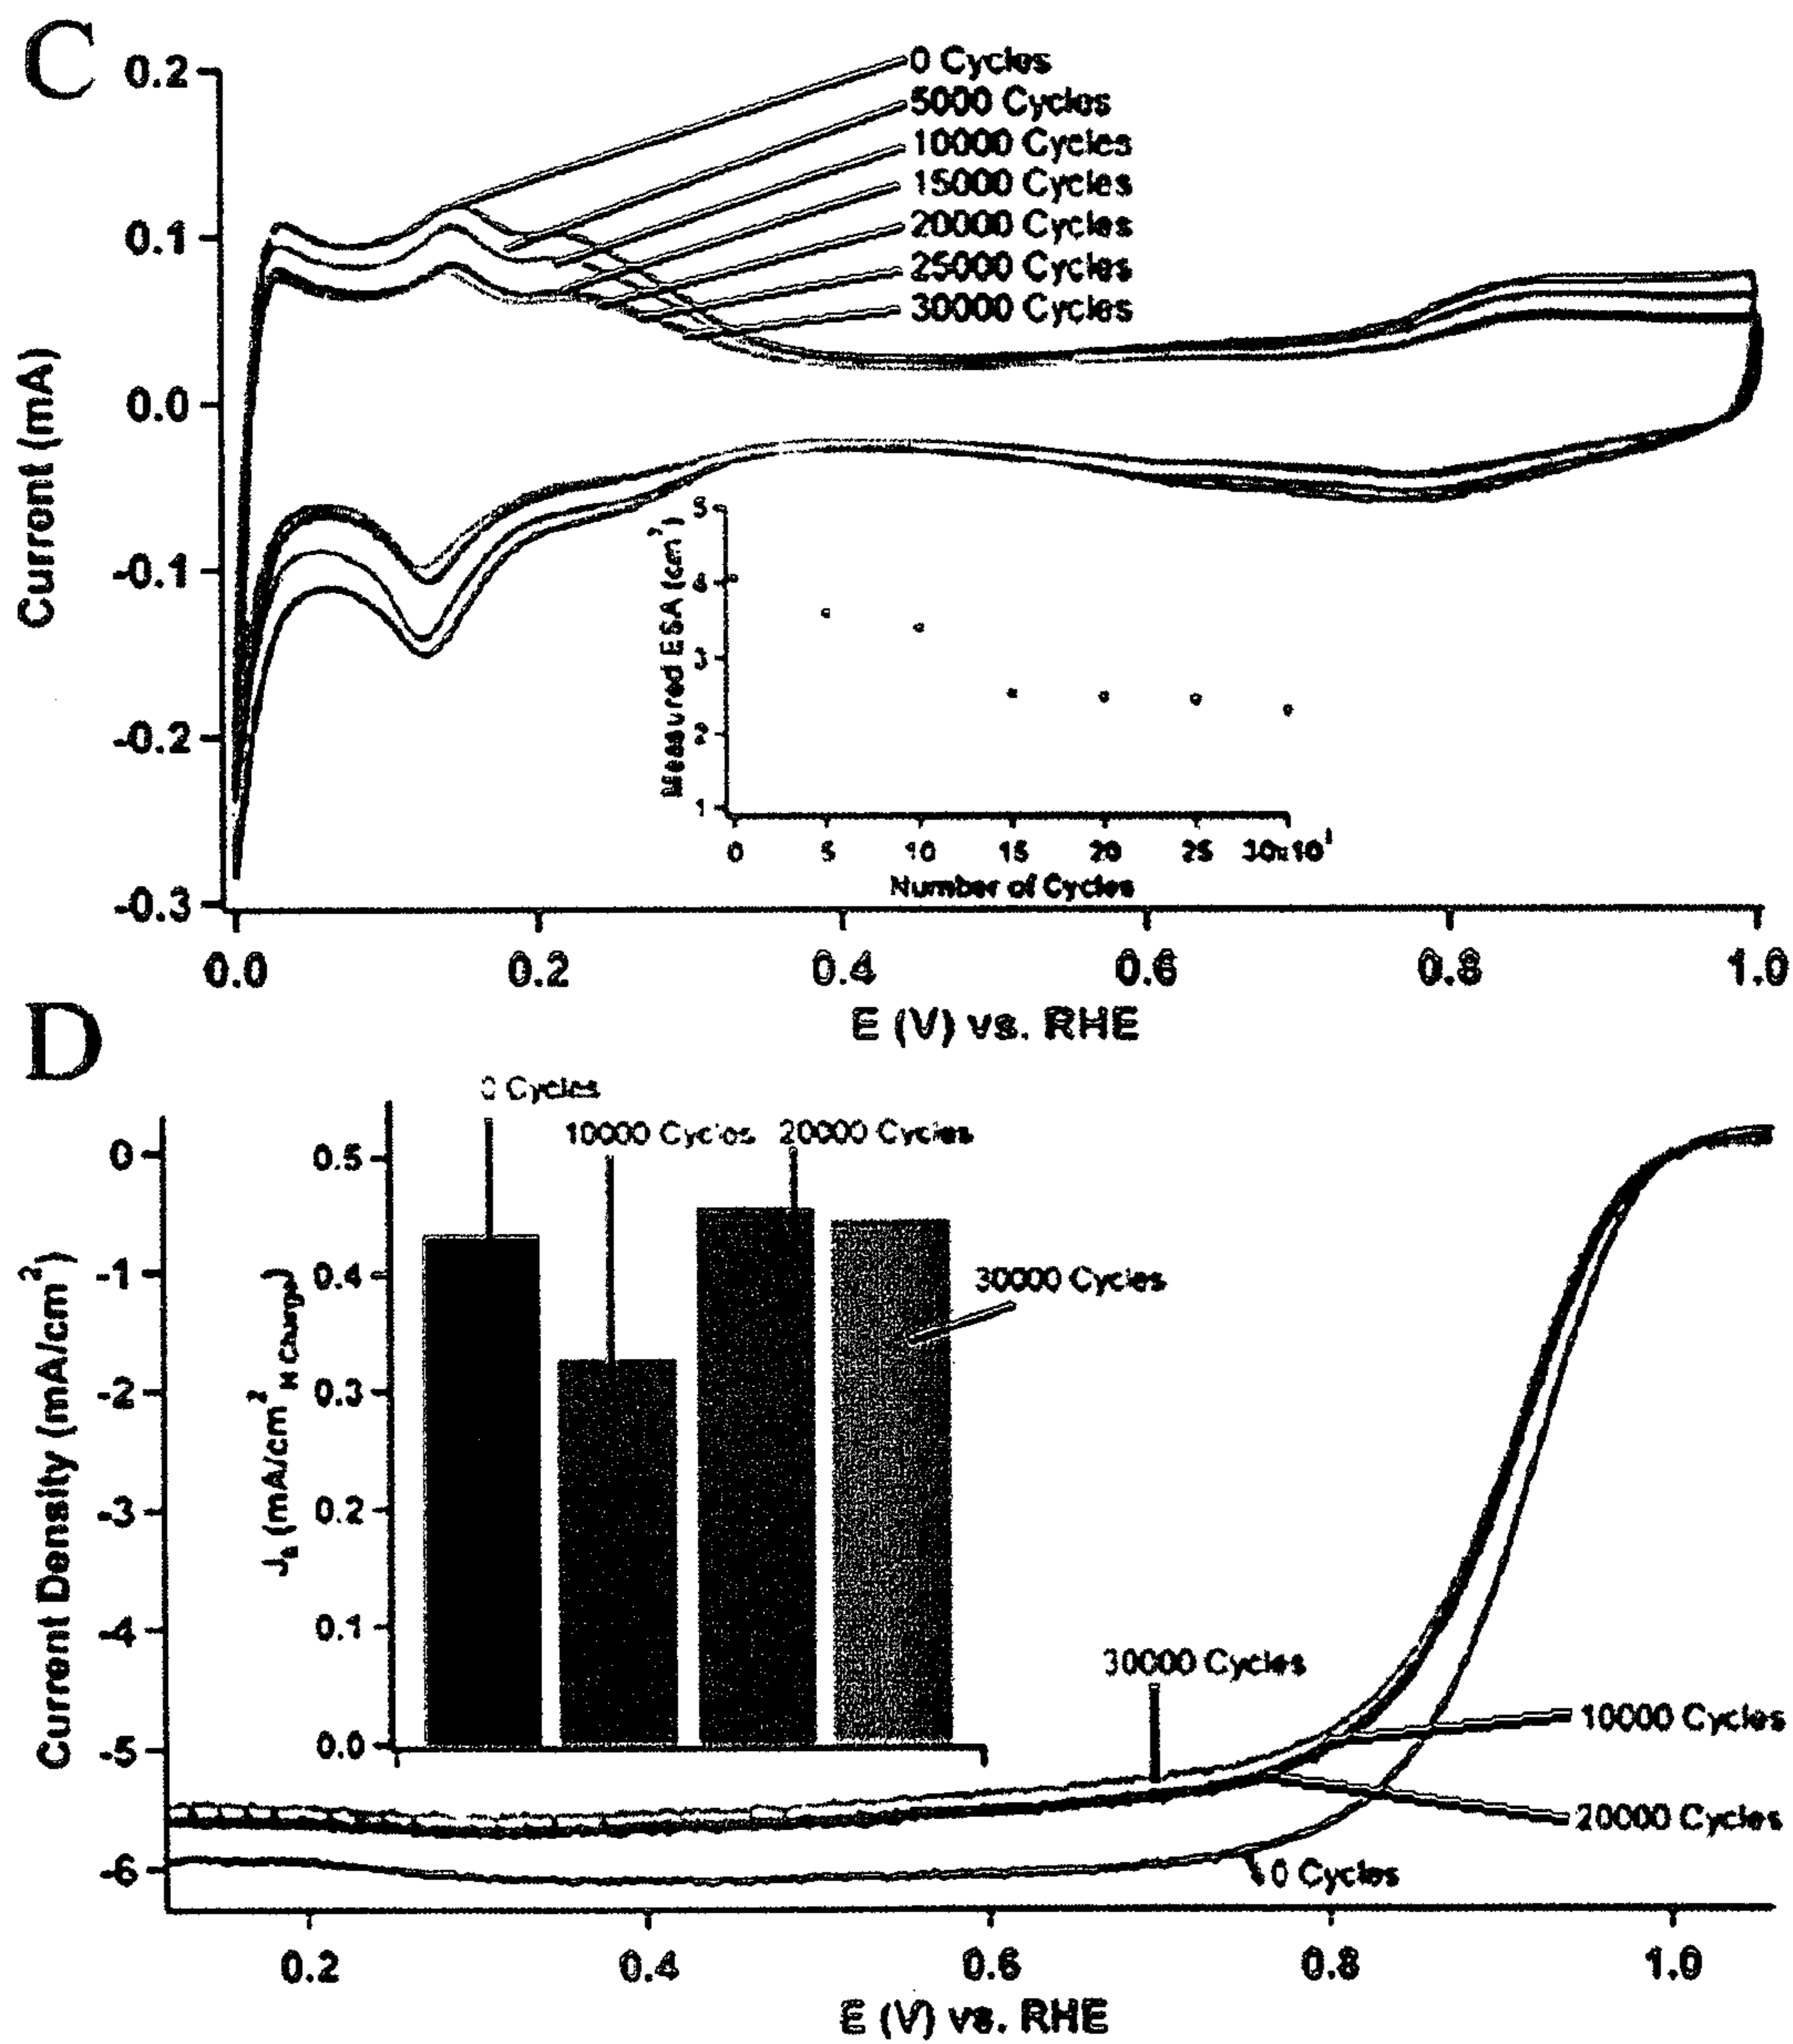 C
0.2
0.1
0.0
-0.1
-0.2
-0.3
Current (mA)
0 Cycles
5000 Cycles
10000 Cycles
15000 Cycles
20000 Cycles
25000 Cycles
30000 Cycles
Measured ESA (cm²)
5
4
3
2
1
0 5 10 15 20 25
Number of Cycles
0.0 0.2 0.4 0.6 0.8 1.0
E (V) vs. RHE
D
0
-1
-2
-3
-4
-5
-6
Current Density (mA/cm²)
0 Cycles
10000 Cycles 20000 Cycles
30000 Cycles
0.5
0.4
0.3
0.2
0.1
0.0
(mA/cm² H Charge)
30000 Cycles
10000 Cycles
20000 Cycles
0 Cycles
0.2 0.4 0.6 0.8 1.0
E (V) vs. RHE